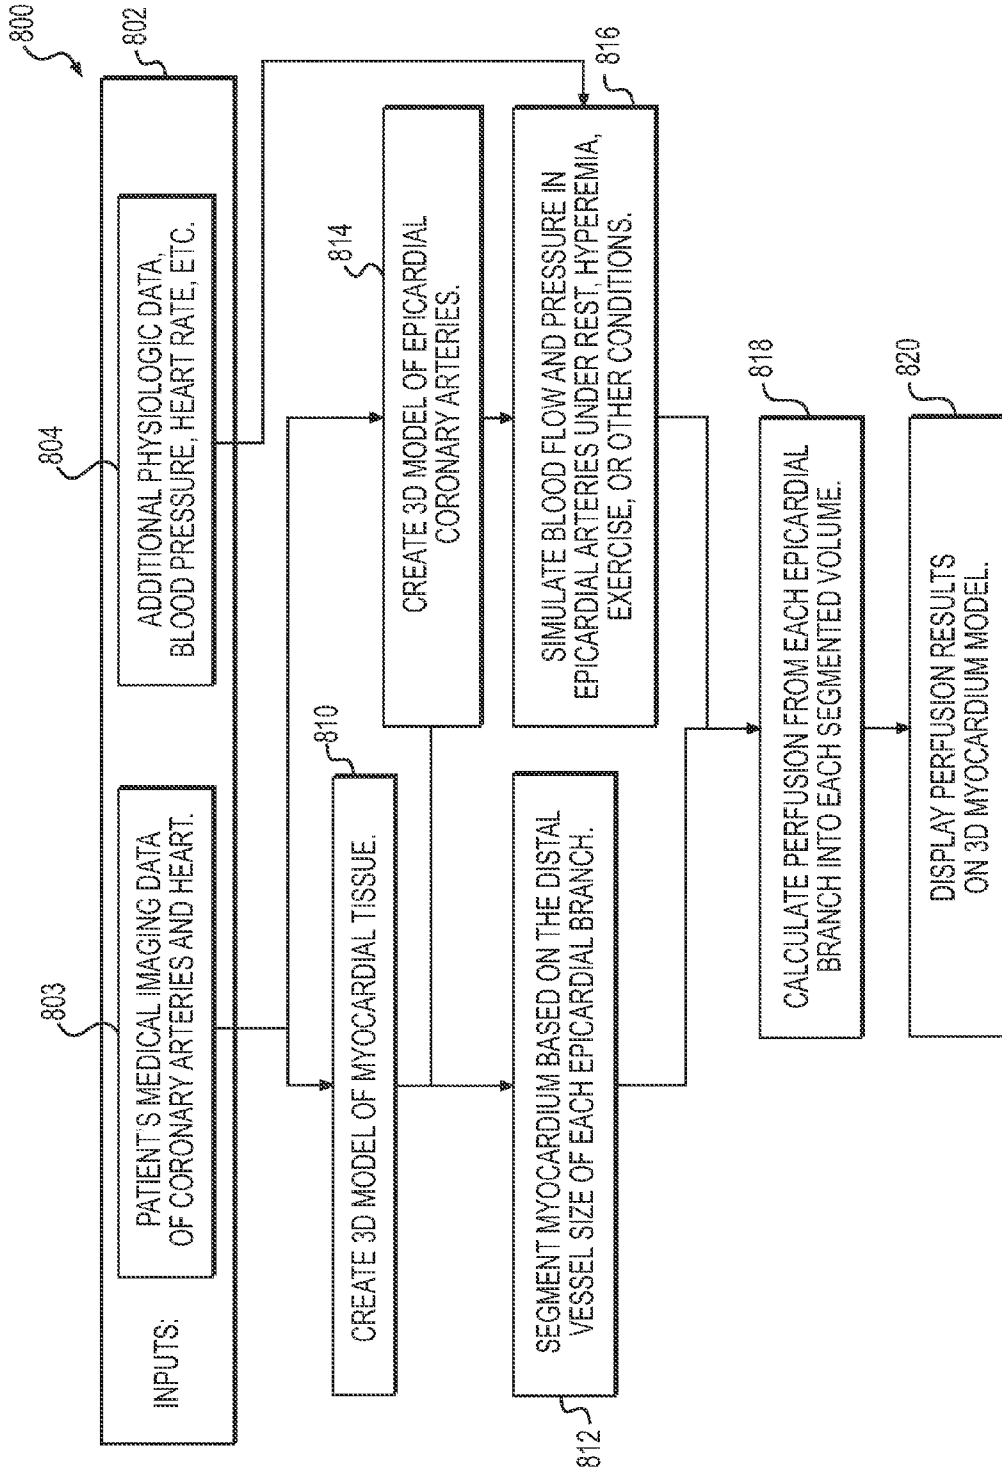 800
802
INPUTS:
803
PATIENT'S MEDICAL IMAGING DATA
OF CORONARY ARTERIES AND HEART.
804
ADDITIONAL PHYSIOLOGIC DATA,
BLOOD PRESSURE, HEART RATE, ETC.
810
CREATE 3D MODEL OF MYOCARDIAL TISSUE.
814
CREATE 3D MODEL OF EPICARDIAL
CORONARY ARTERIES.
812
SEGMENT MYOCARDIUM BASED ON THE DISTAL
VESSEL SIZE OF EACH EPICARDIAL BRANCH.
816
SIMULATE BLOOD FLOW AND PRESSURE IN
EPICARDIAL ARTERIES UNDER REST, HYPEREMIA,
EXERCISE, OR OTHER CONDITIONS.
818
CALCULATE PERFUSION FROM EACH EPICARDIAL
BRANCH INTO EACH SEGMENTED VOLUME.
820
DISPLAY PERFUSION RESULTS
ON 3D MYOCARDIUM MODEL.